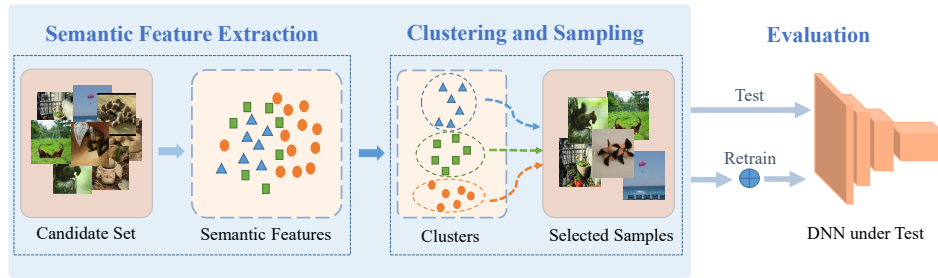 Semantic Feature Extraction
Clustering and Sampling
Evaluation
Test
Retrain
Candidate Set
Semantic Features
Clusters
Selected Samples
DNN under Test